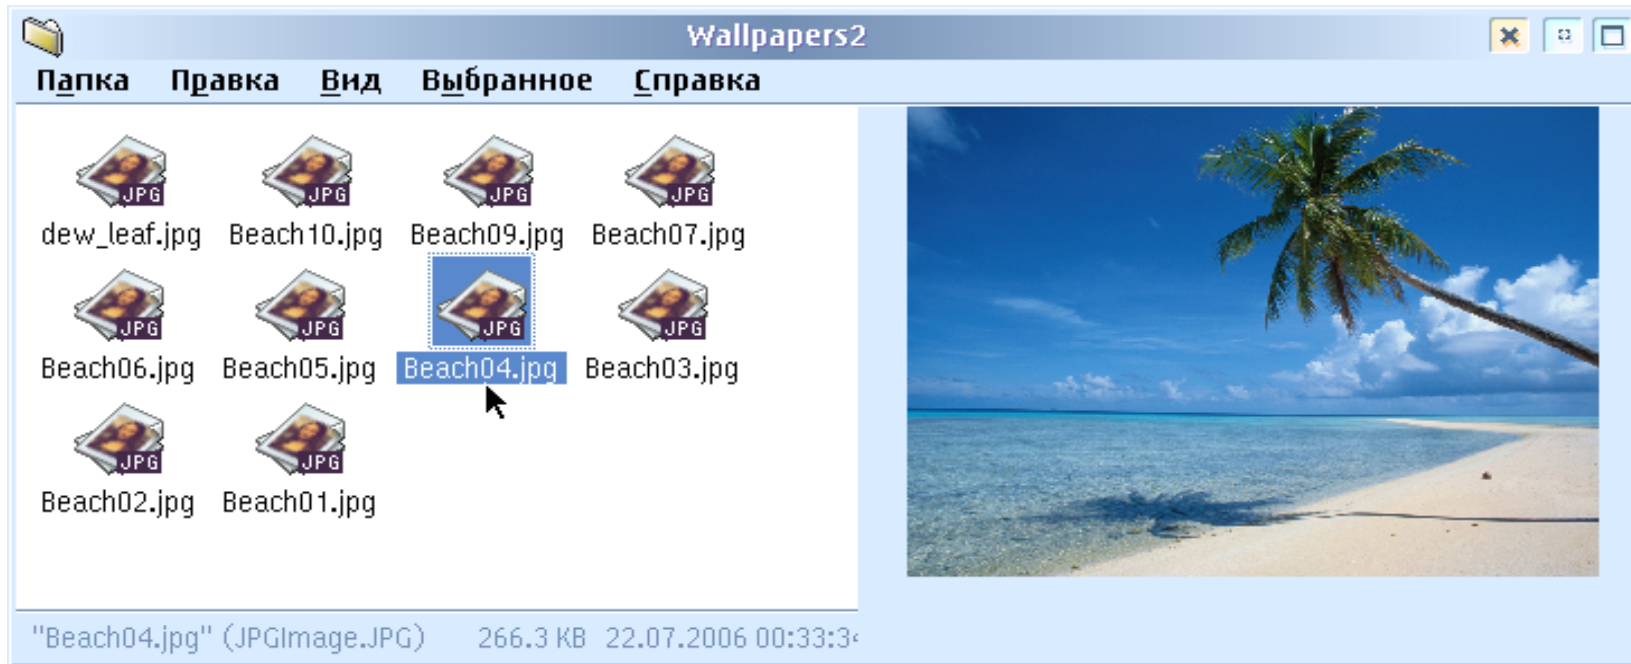 Wallpapers2
Папка Правка Вид Выбранное Справка
JPG JPG JPG JPG
dew_leaf.jpg Beach10.jpg Beach09.jpg Beach07.jpg
JPG JPG JPG JPG
Beach06.jpg Beach05.jpg Beach04.jpg Beach03.jpg
JPG JPG
Beach02.jpg Beach01.jpg
"Beach04.jpg" (JPGImage.JPG) 266.3 KB 22.07.2006 00:33:3